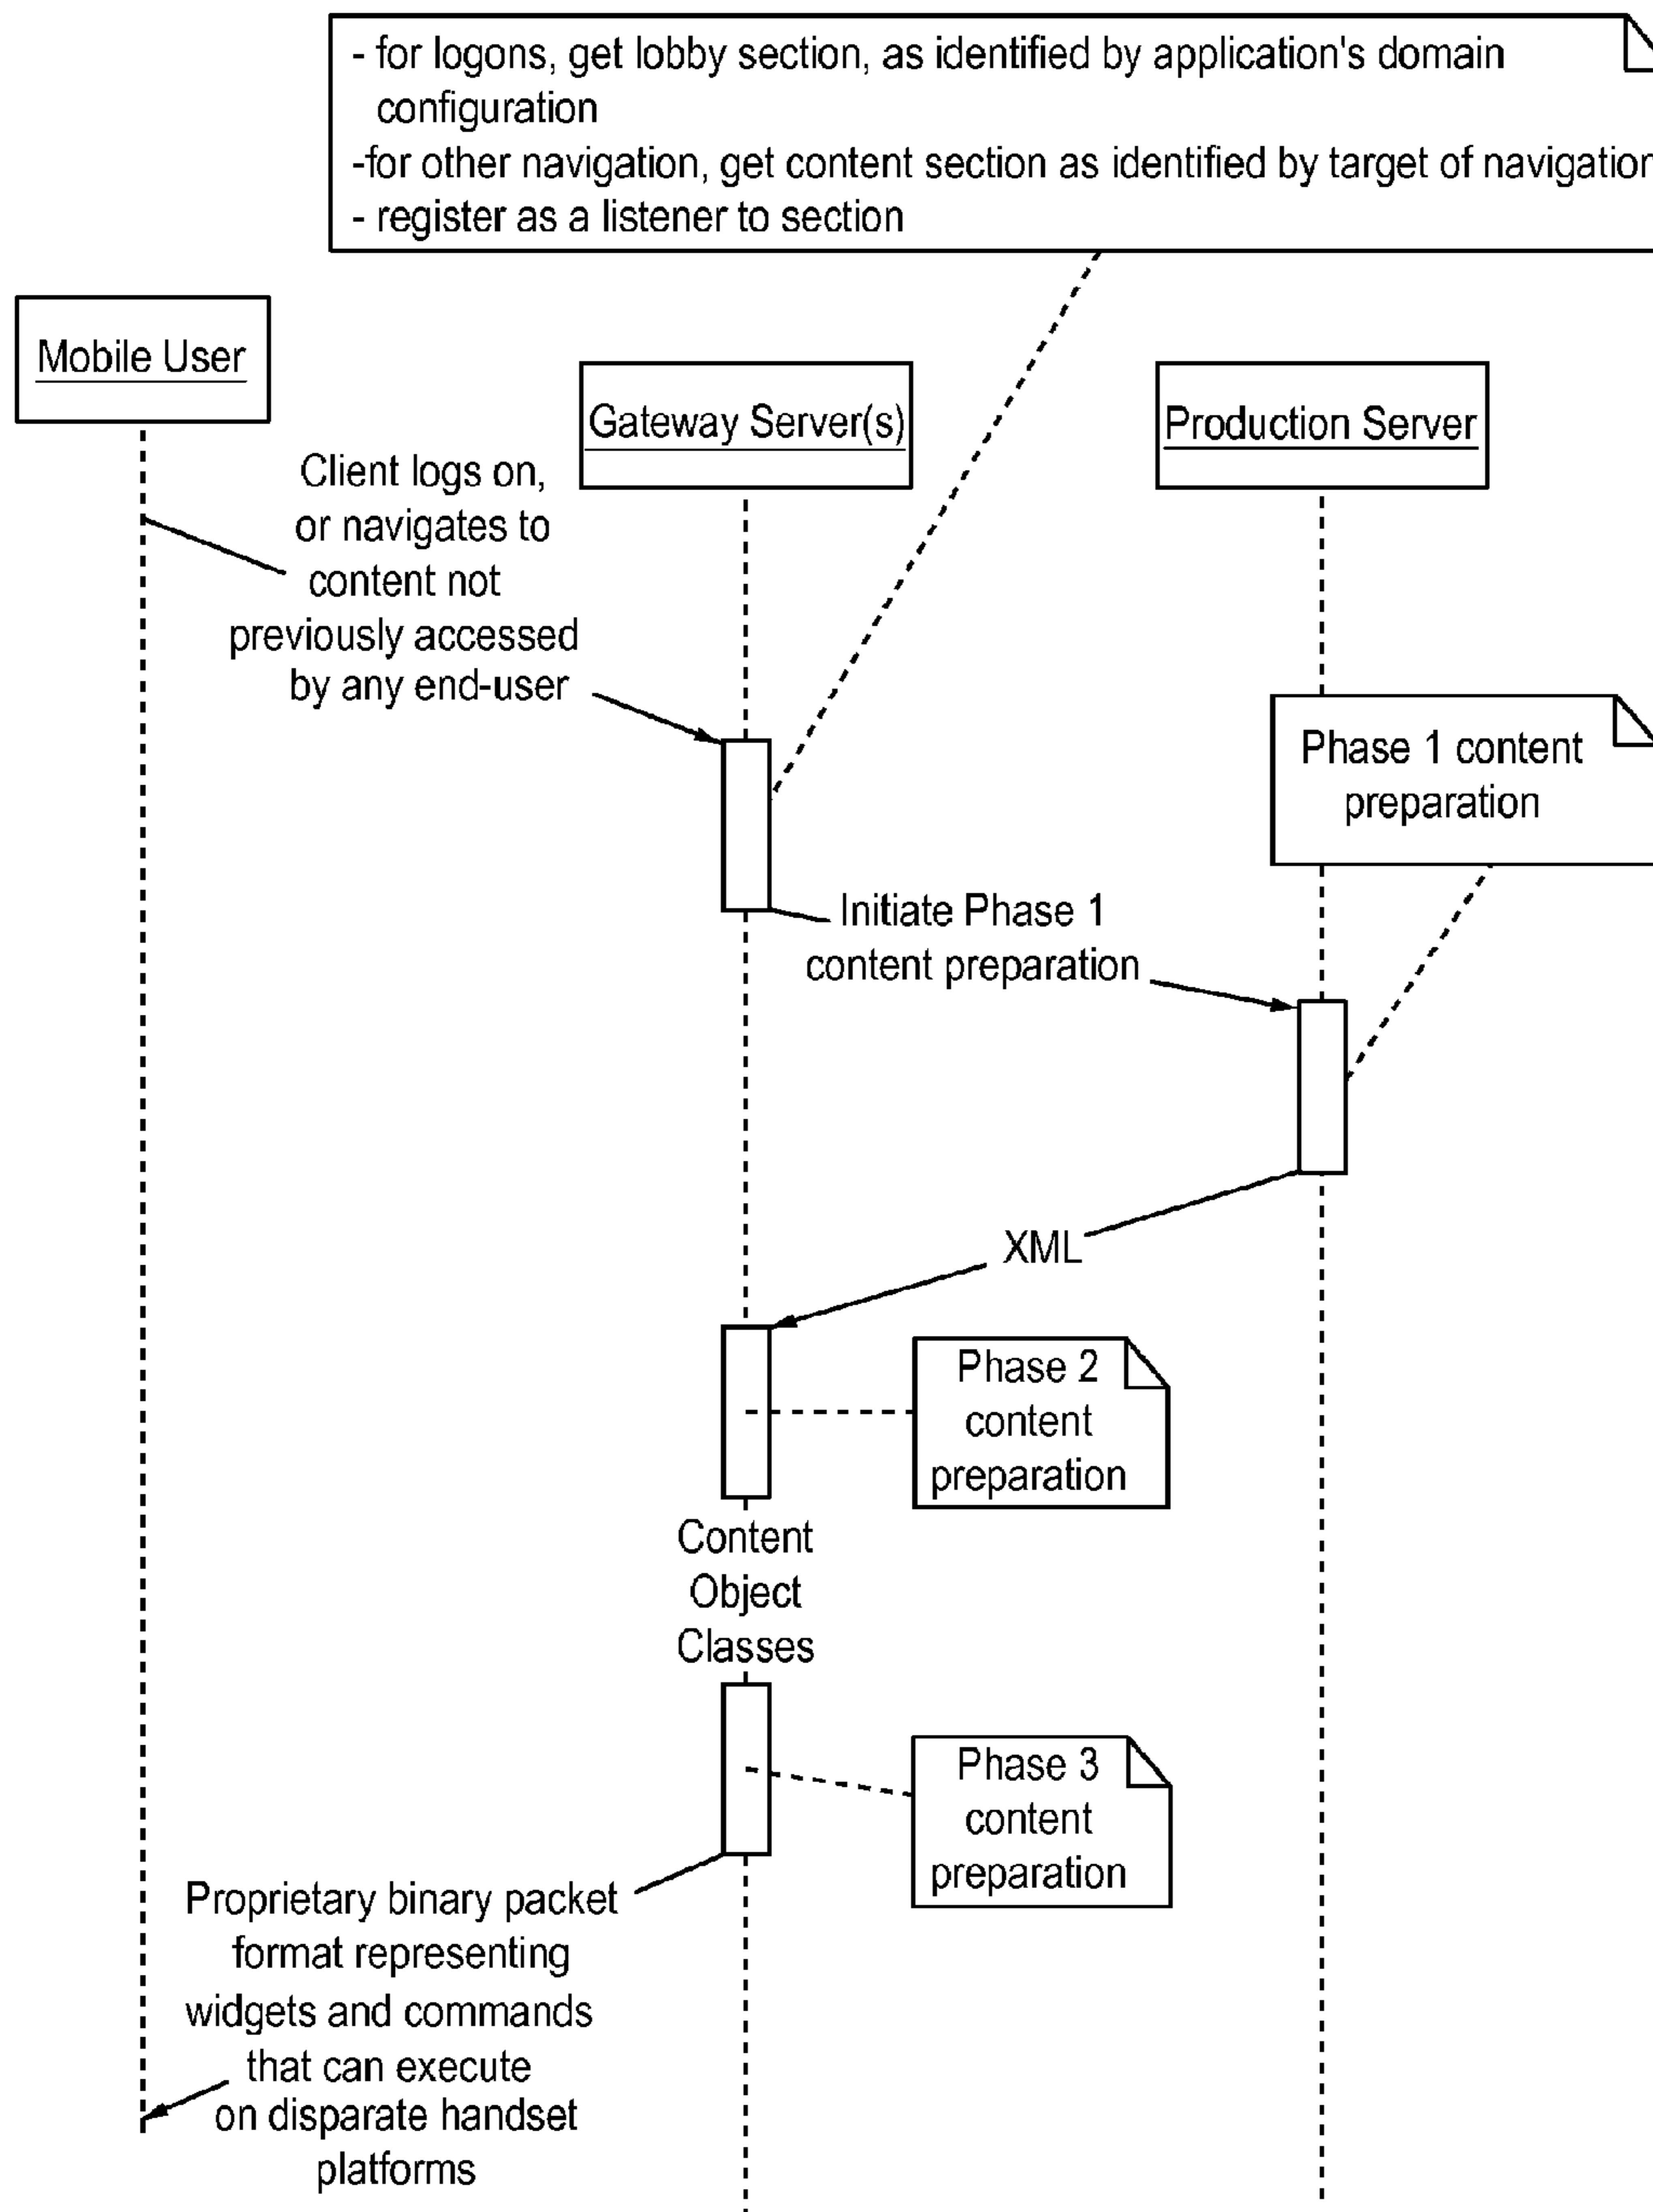 - for logons, get lobby section, as identified by application's domain
configuration
-for other navigation, get content section as identified by target of navigation
- register as a listener to section
Mobile User
Gateway Server(s)
Production Server
Client logs on,
or navigates to
content not
previously accessed
by any end-user
Phase 1 content
preparation
Initiate Phase 1
content preparation
XML
Phase 2
content
preparation
Content
Object
Classes
Phase 3
content
preparation
Proprietary binary packet
format representing
widgets and commands
that can execute
on disparate handset
platforms